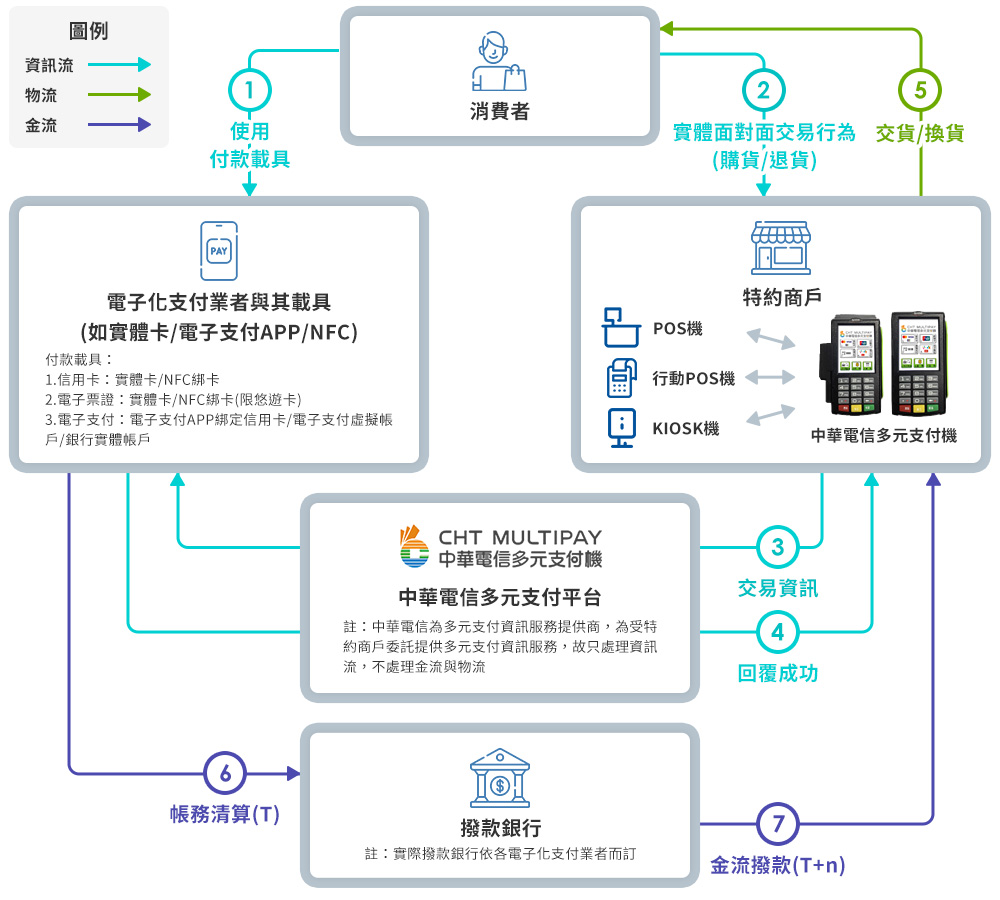 圖例
資訊流
物流
金流
消費者
1
使用
付款載具
2
實體面對面交易行為
(購貨/退貨)
5
交貨/換貨
PAY
電子化支付業者與其載具
(如實體卡/電子支付APP/NFC)
付款載具：
1.信用卡：實體卡/NFC綁卡
2.電子票證：實體卡/NFC綁卡(限悠遊卡)
3.電子支付：電子支付APP綁定信用卡/電子支付虛擬帳
戶/銀行實體帳戶
特約商戶
POS機
行動POS機
KIOSK機
中華電信多元支付機
CHT MULTIPAY
中華電信多元支付機
中華電信多元支付平台
註：中華電信為多元支付資訊服務提供商，為受特
約商戶委託提供多元支付資訊服務，故只處理資訊
流，不處理金流與物流
3
交易資訊
4
回覆成功
6
帳務清算(T)
$
撥款銀行
註：實際撥款銀行依各電子化支付業者而訂
7
金流撥款(T+n)